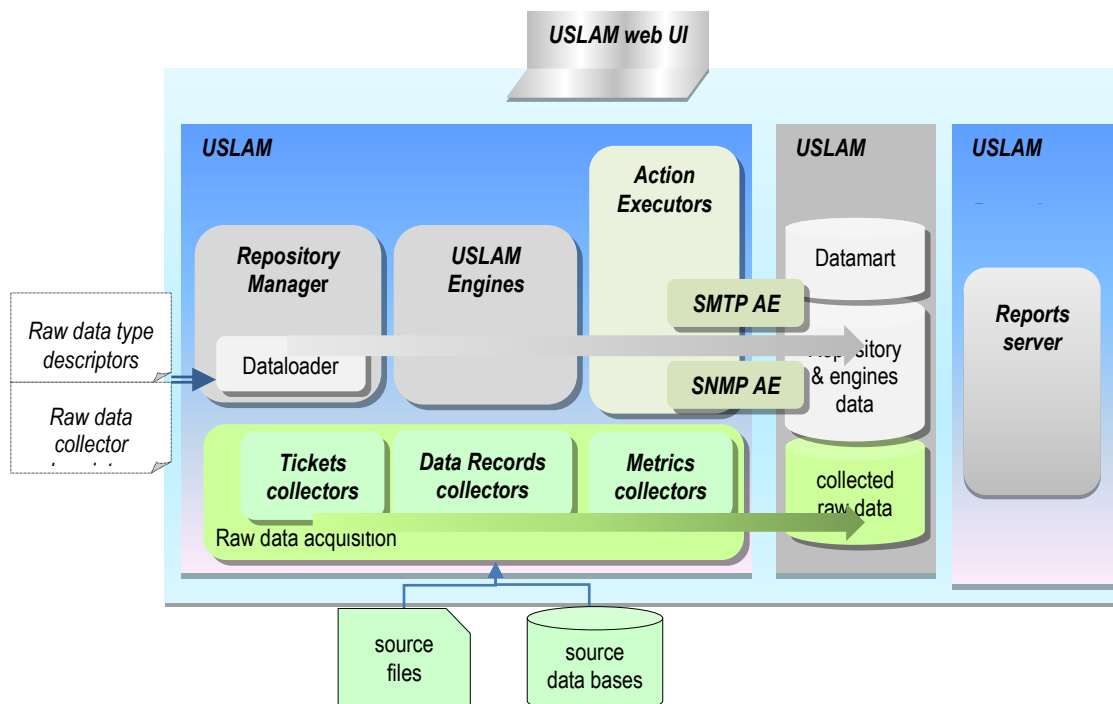 USLAM web UI
USLAM
Action
Executors
USLAM
USLAM
Repository
Manager
USLAM
Engines
Datamart
SMTP AE
Raw data type
descriptors
Dataloader
Repository
& engines
data
SNMP AE
Reports
server
Raw data
collector
Tickets
collectors
Data Records
collectors
Metrics
collectors
collected
raw data
Raw data acquisition
source
files
source
data bases